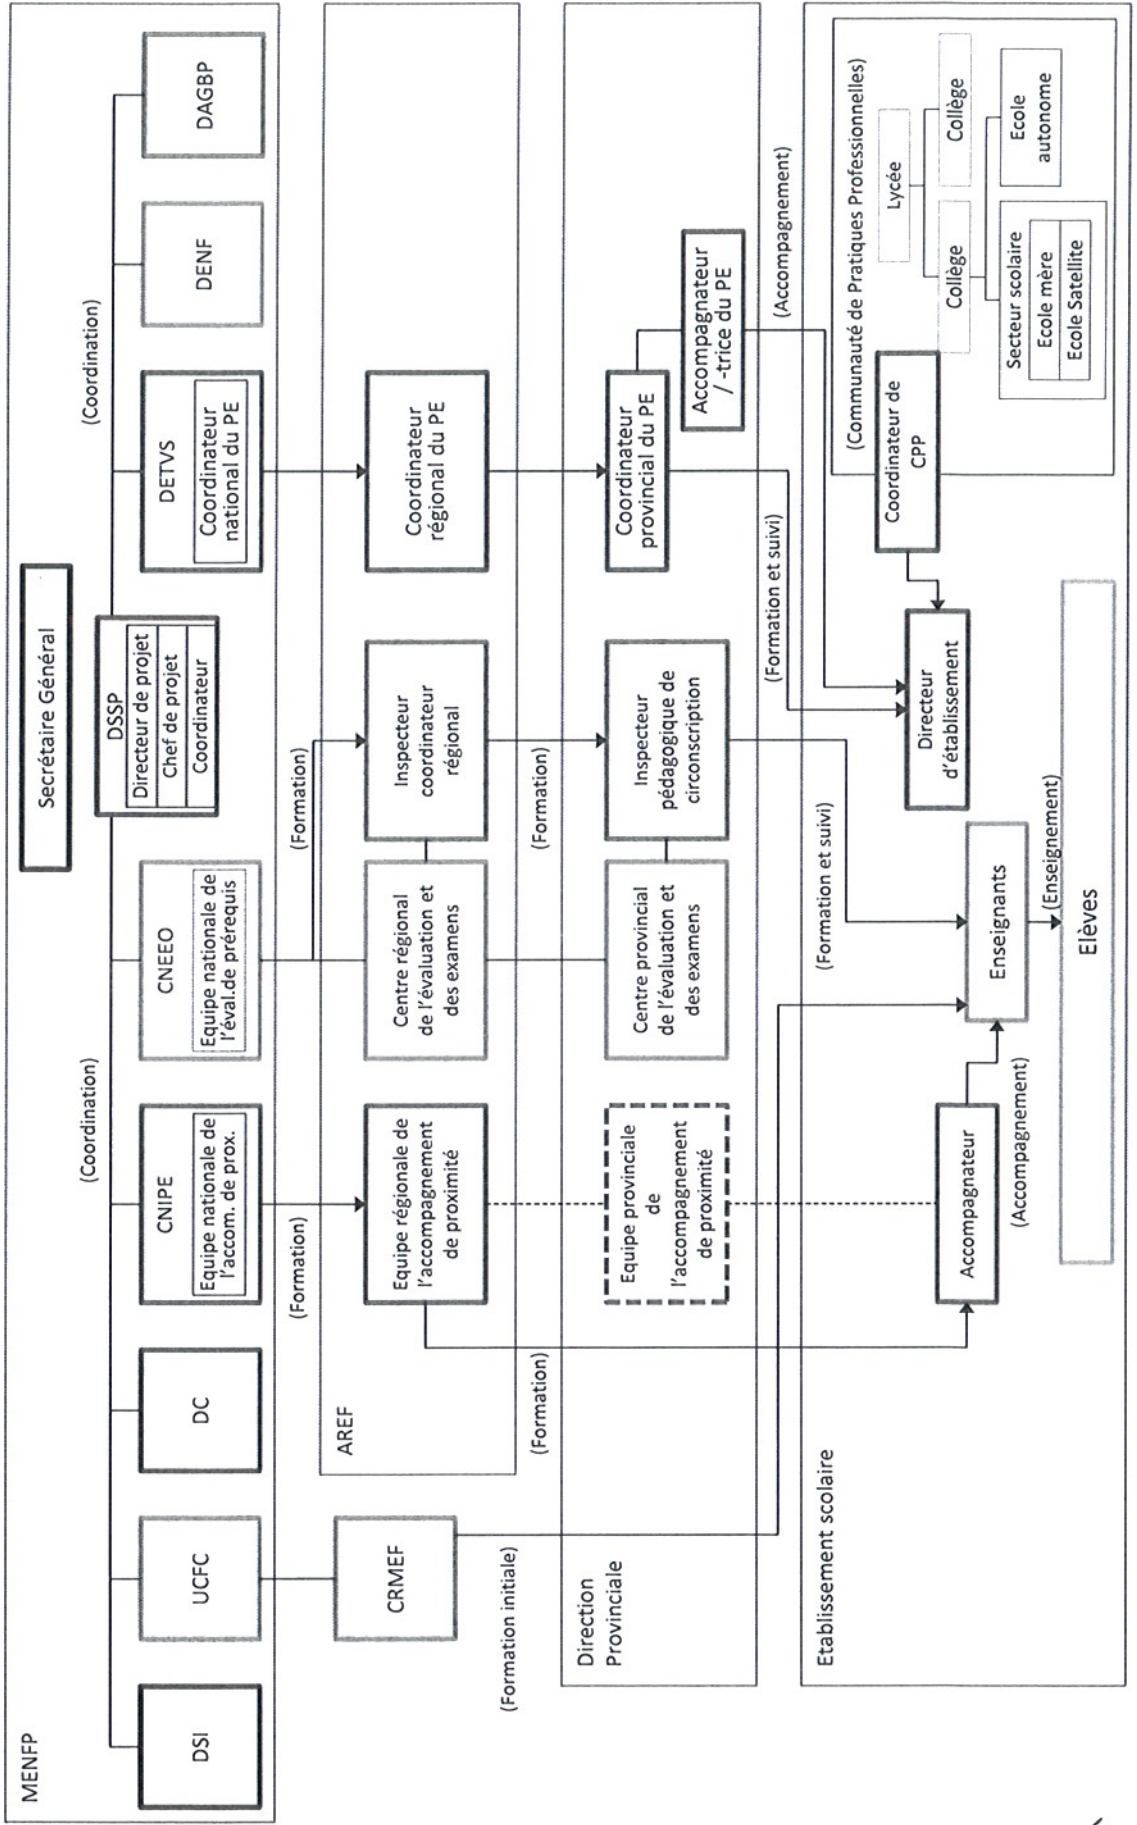 MENFP
Secrétaire Général
(Coordination)
(Coordination)
DSSP
Directeur de projet
Chef de projet
Coordinateur
DSI
UCFC
DC
CNIPE
Equipe nationale de
l'accom. de prox.
CNEEO
Equipe nationale de
l'éval.de prérequis
DETVS
Coordinateur
national du PE
DENF
DAGBP
(Formation)
(Formation)
AREF
CRMEF
Equipe régionale de
l'accompagnement
de proximité
Centre régional
de l'évaluation et
des examens
Inspecteur
coordinateur
régional
Coordinateur
régional du PE
(Formation initiale)
(Formation)
(Formation)
Direction
Provinciale
Equipe provinciale
de
l'accompagnement
de proximité
Centre provincial
de l'évaluation et
des examens
Inspecteur
pédagogique de
circonscription
Coordinateur
provincial du PE
Accompagnateur
/ -trice du PE
(Formation et suivi)
(Formation et suivi)
(Accompagnement)
Etablissement scolaire
(Communauté de Pratiques Professionnelles)
Lycée
Collège
Collège
Secteur scolaire
Ecole mère
Ecole Satellite
Ecole
autonome
Coordinateur de
CPP
Directeur
d'établissement
Accompagnateur
(Accompagnement)
Enseignants
(Enseignement)
Elèves